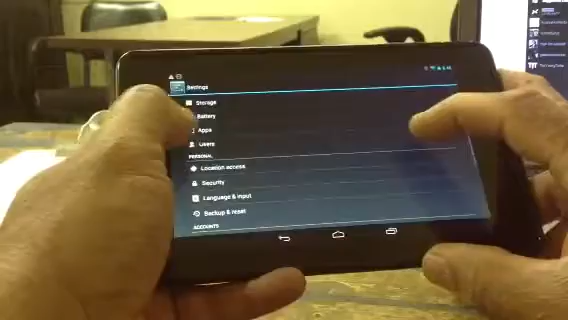 Settings
Storage
Battery
Apps
Users
PERSONAL
Location access
Security
Language & input
Backup & reset
ACCOUNTS